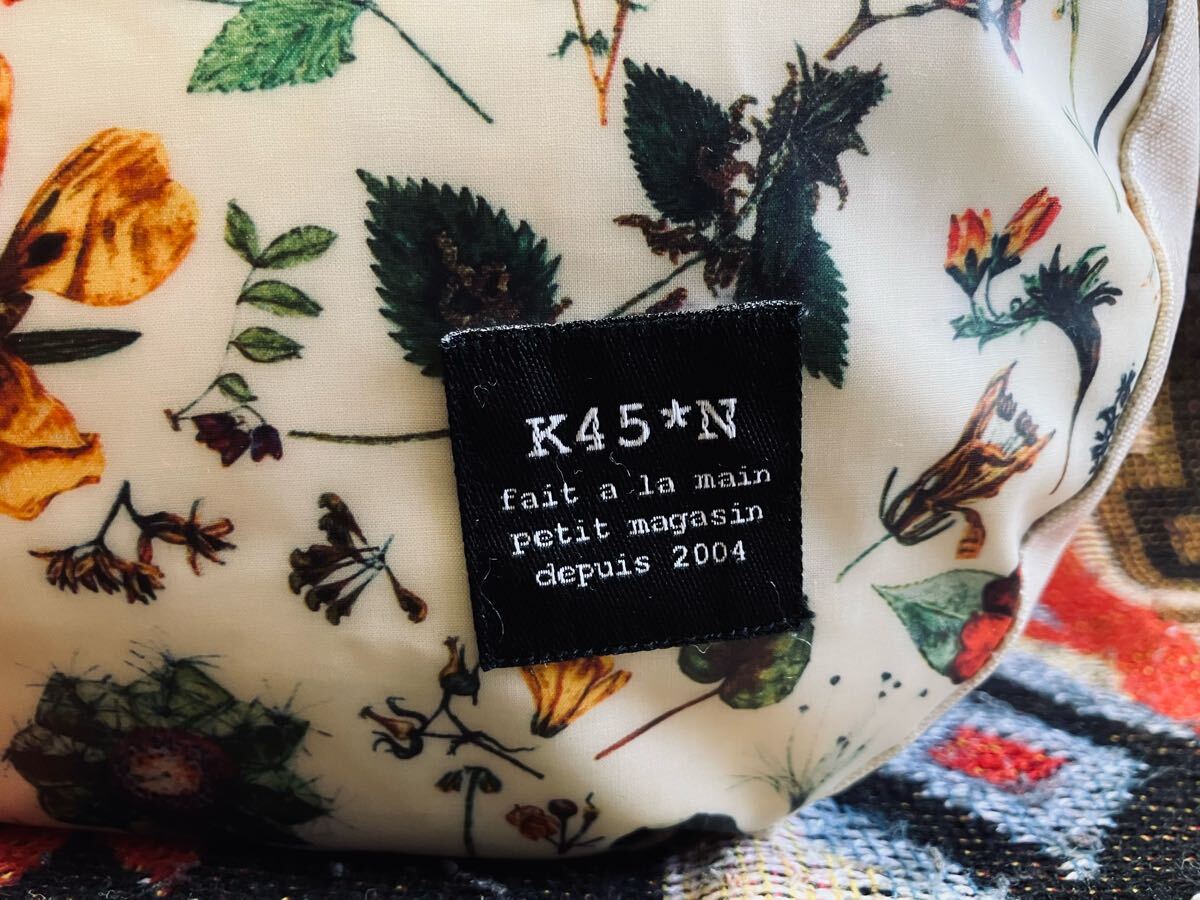 K45*N
fait a la main
petit magasin
depuis 2004